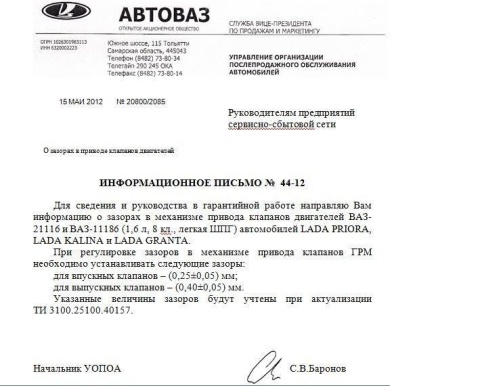 АВТОВАЗ
ОТКРЫТОЕ АКЦИОНЕРНОЕ ОБЩЕСТВО
СЛУЖБА ВИЦЕ-ПРЕЗИДЕНТА
ПО ПРОДАЖАМ И МАРКЕТИНГУ
ОГРН 1026301983113
ИНН 6320002223
Южное шоссе, 115 Тольятти
Самарская область, 445043
Телефон (8482) 73-80-34
Телетайп 290 245 ОКА
Телефакс (8482) 73-80-14
УПРАВЛЕНИЕ ОРГАНИЗАЦИИ
ПОСЛЕПРОДАЖНОГО ОБСЛУЖИВАНИЯ
АВТОМОБИЛЕЙ
15 МАИ 2012 № 20800/2085
Руководителям предприятий
сервисно-сбытовой сети
О зазорах в приводе клапанов двигателей
ИНФОРМАЦИОННОЕ ПИСЬМО № 44-12
Для сведения и руководства в гарантийной работе направляю Вам
информацию о зазорах в механизме привода клапанов двигателей ВАЗ-
21116 и ВАЗ-11186 (1,6 л, 8 кл., легкая ШПГ) автомобилей LADA PRIORA,
LADA KALINA и LADA GRANTA.
При регулировке зазоров в механизме привода клапанов ГРМ
необходимо устанавливать следующие зазоры:
для впускных клапанов – (0,25±0,05) мм;
для выпускных клапанов – (0,40±0,05) мм.
Указанные величины зазоров будут учтены при актуализации
ТИ 3100.25100.40157.
Начальник УОПОА С.В.Баронов